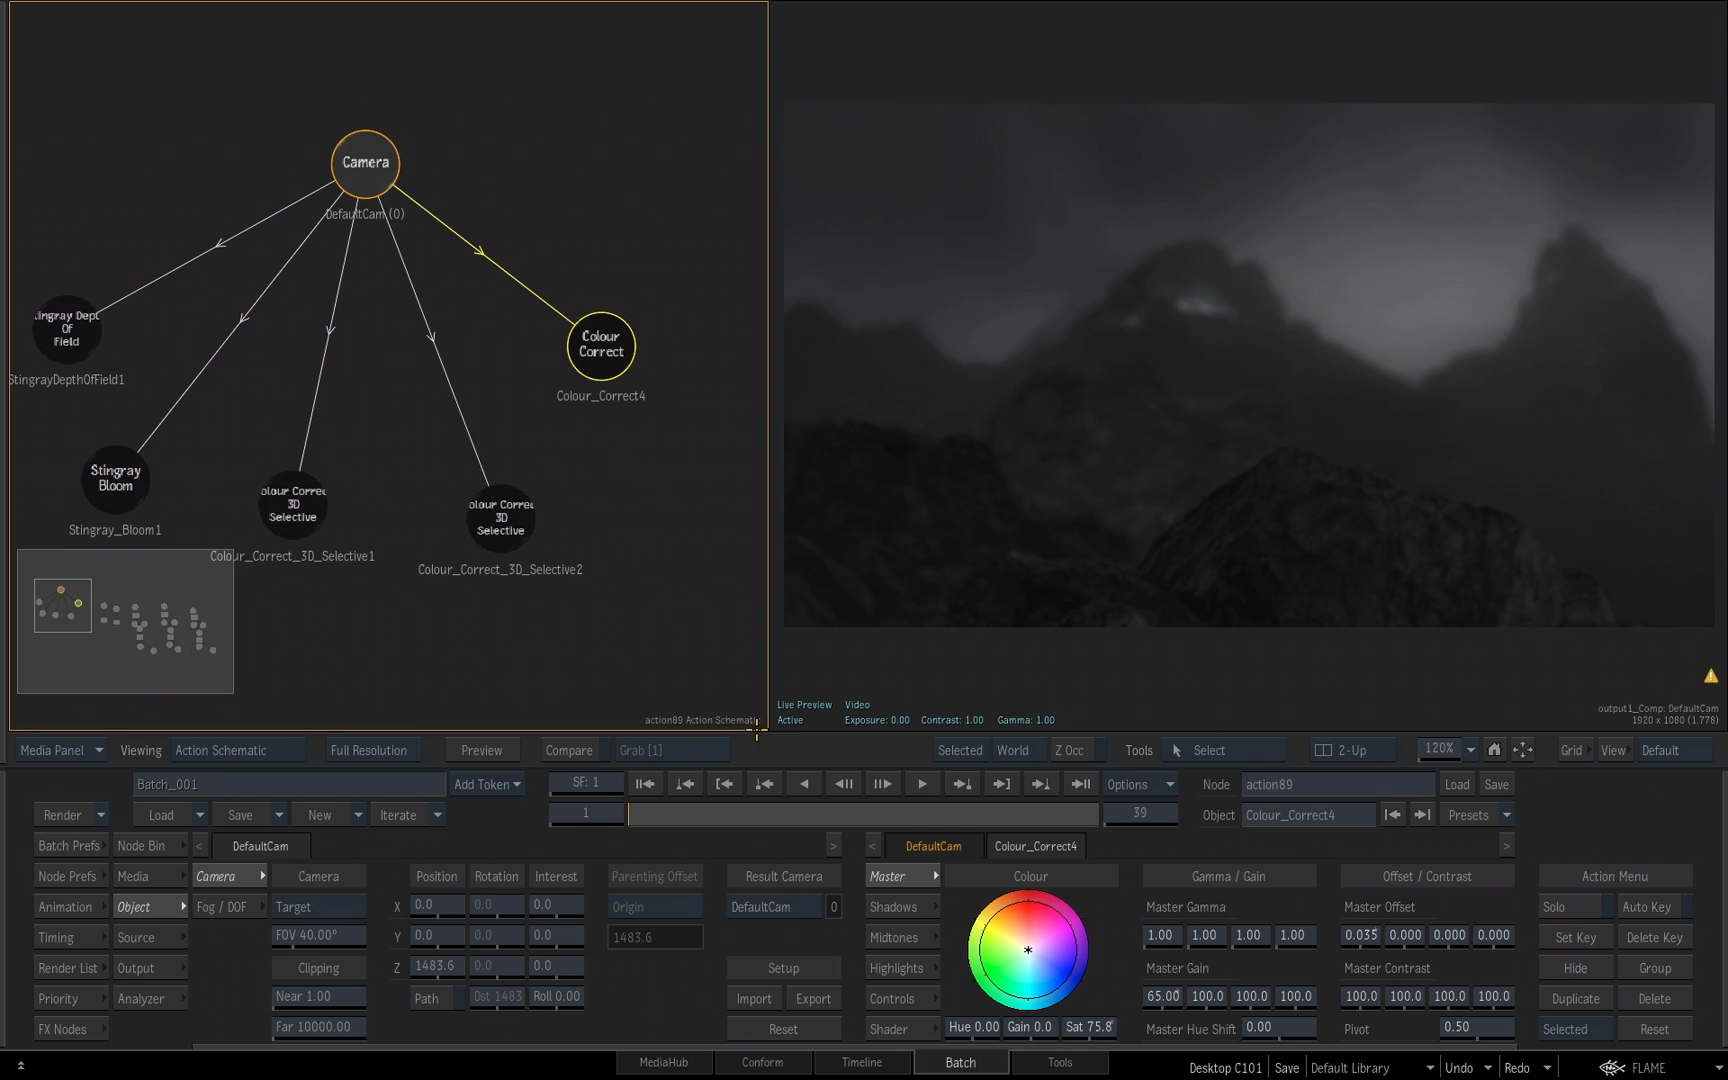 Camera
DefaultCam (0)
tingray Dept
Of
Field
StingrayDepthOfField1
Colour
Correct
Colour_Correct4
Stingray
Bloom
Stingray_Bloom1
olour Correc
3D
Selective
Colour_Correct_3D_Selective1
olour Correc
3D
Selective
Colour_Correct_3D_Selective2
action89 Action Schemati
Live Preview Video
Active Exposure: 0.00 Contrast: 1.00 Gamma: 1.00
output1_Comp: DefaultCam
1920 x 1080 (1.778)
Media Panel Viewing Action Schematic Full Resolution Preview Compare Grab [1] Selected World Z Occ Tools Select 2-Up 120% Grid View Default
Batch_001 Add Token SF: 1 Options Node action89 Load Save
Render Load Save New Iterate 1 39 Object Colour_Correct4 Presets
Batch Prefs Node Bin < DefaultCam > < DefaultCam Colour_Correct4 >
Node Prefs Media Camera Camera Position Rotation Interest Parenting Offset Result Camera Master Colour Gamma / Gain Offset / Contrast Action Menu
Animation Object Fog / DOF Target X 0.0 0.0 0.0 Origin DefaultCam 0 Shadows Master Gamma Master Offset Solo Auto Key
Timing Source FOV 40.00° Y 0.0 0.0 0.0 1483.6 Midtones 1.00 1.00 1.00 1.00 0.035 0.000 0.000 0.000 Set Key Delete Key
Render List Output Clipping Z 1483.6 0.0 0.0 Setup Highlights Master Gain Master Contrast Hide Group
Priority Analyzer Near 1.00 Path Dst 1483 Roll 0.00 Import Export Controls 65.00 100.0 100.0 100.0 100.0 100.0 100.0 100.0 Duplicate Delete
FX Nodes Far 10000.00 Reset Shader Hue 0.00 Gain 0.0 Sat 75.8 Master Hue Shift 0.00 Pivot 0.50 Selected Reset
MediaHub Conform Timeline Batch Tools Desktop C101 Save Default Library Undo Redo FLAME